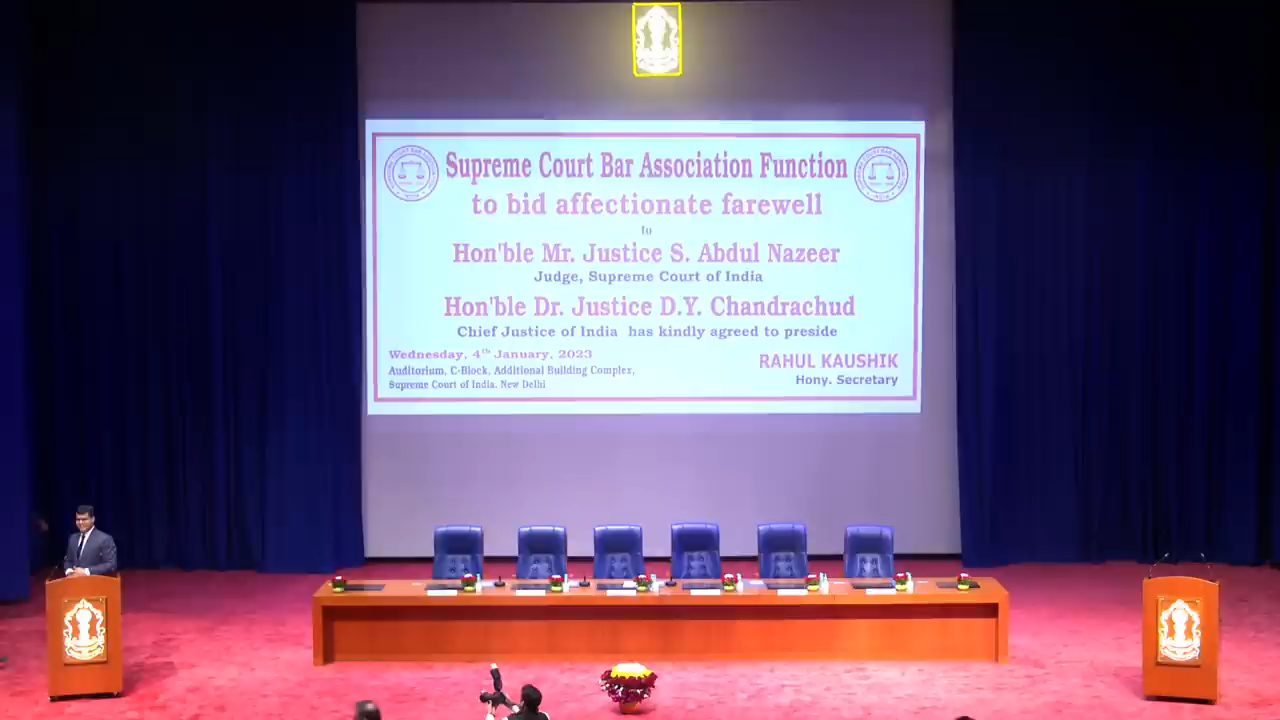 Supreme Court Bar Association Function
to bid affectionate farewell
to
Hon'ble Mr. Justice S. Abdul Nazeer
Judge, Supreme Court of India
Hon'ble Dr. Justice D.Y. Chandrachud
Chief Justice of India has kindly agreed to preside
Wednesday, 4th January, 2023
Auditorium, C-Block, Additional Building Complex,
Supreme Court of India, New Delhi
RAHUL KAUSHIK
Hony. Secretary